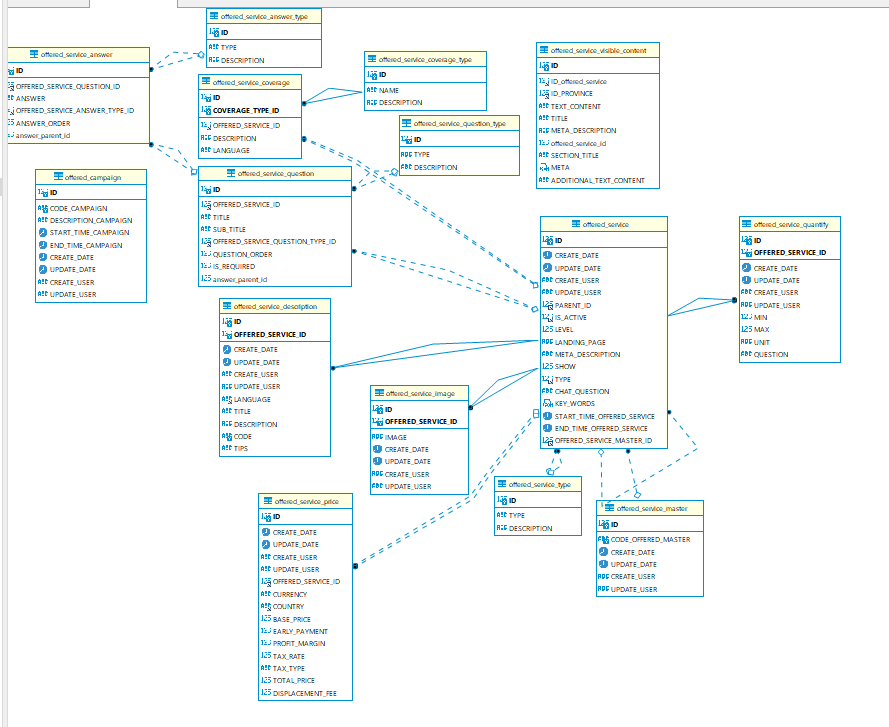 offered_service_answer_type
ID
TYPE
DESCRIPTION
offered_service_answer
ID
OFFERED_SERVICE_QUESTION_ID
ANSWER
OFFERED_SERVICE_ANSWER_TYPE_ID
ANSWER_ORDER
answer_parent_id
offered_service_coverage
ID
COVERAGE_TYPE_ID
OFFERED_SERVICE_ID
DESCRIPTION
LANGUAGE
offered_service_coverage_type
ID
NAME
DESCRIPTION
offered_service_visible_content
ID
ID_offered_service
ID_PROVINCE
TEXT_CONTENT
TITLE
META_DESCRIPTION
offered_service_id
SECTION_TITLE
META
ADDITIONAL_TEXT_CONTENT
offered_service_question_type
ID
TYPE
DESCRIPTION
offered_campaign
ID
CODE_CAMPAIGN
DESCRIPTION_CAMPAIGN
START_TIME_CAMPAIGN
END_TIME_CAMPAIGN
CREATE_DATE
UPDATE_DATE
CREATE_USER
UPDATE_USER
offered_service_question
ID
OFFERED_SERVICE_ID
TITLE
SUB_TITLE
OFFERED_SERVICE_QUESTION_TYPE_ID
QUESTION_ORDER
IS_REQUIRED
answer_parent_id
offered_service
ID
CREATE_DATE
UPDATE_DATE
CREATE_USER
UPDATE_USER
PARENT_ID
IS_ACTIVE
LEVEL
LANDING_PAGE
META_DESCRIPTION
SHOW
TYPE
CHAT_QUESTION
KEY_WORDS
START_TIME_OFFERED_SERVICE
END_TIME_OFFERED_SERVICE
OFFERED_SERVICE_MASTER_ID
offered_service_quantify
ID
OFFERED_SERVICE_ID
CREATE_DATE
UPDATE_DATE
CREATE_USER
UPDATE_USER
MIN
MAX
UNIT
QUESTION
offered_service_description
ID
OFFERED_SERVICE_ID
CREATE_DATE
UPDATE_DATE
CREATE_USER
UPDATE_USER
LANGUAGE
TITLE
DESCRIPTION
CODE
TIPS
offered_service_image
ID
OFFERED_SERVICE_ID
IMAGE
CREATE_DATE
UPDATE_DATE
CREATE_USER
UPDATE_USER
offered_service_type
ID
TYPE
DESCRIPTION
offered_service_master
ID
CODE_OFFERED_MASTER
CREATE_DATE
UPDATE_DATE
CREATE_USER
UPDATE_USER
offered_service_price
ID
CREATE_DATE
UPDATE_DATE
CREATE_USER
UPDATE_USER
OFFERED_SERVICE_ID
CURRENCY
COUNTRY
BASE_PRICE
EARLY_PAYMENT
PROFIT_MARGIN
TAX_RATE
TAX_TYPE
TOTAL_PRICE
DISPLACEMENT_FEE